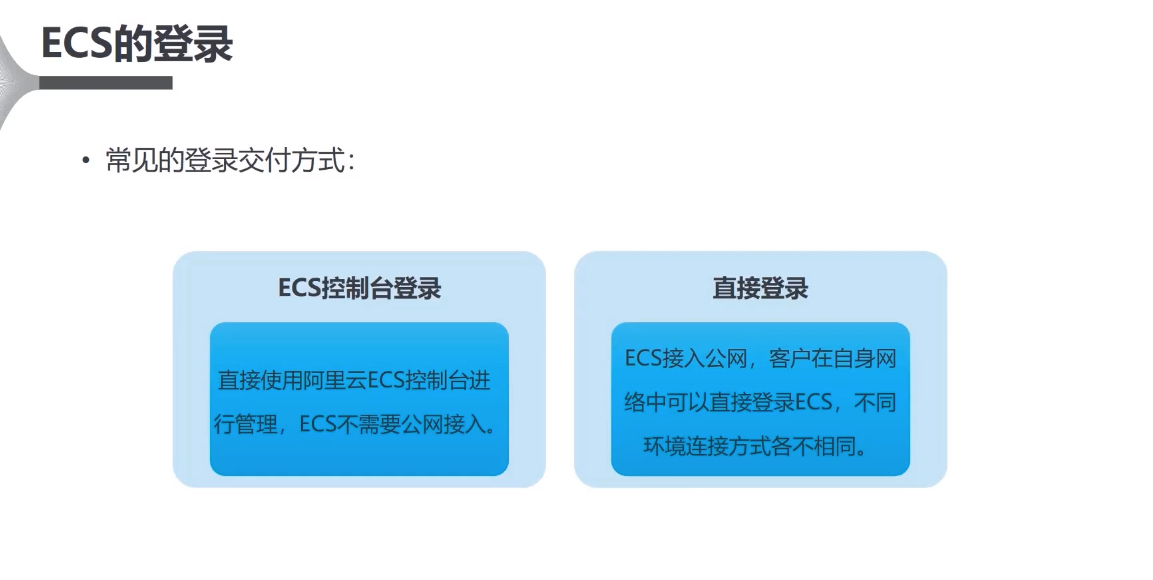 ECS的登录
• 常见的登录交付方式：
ECS控制台登录
直接使用阿里云ECS控制台进
行管理，ECS不需要公网接入。
直接登录
ECS接入公网，客户在自身网
络中可以直接登录ECS，不同
环境连接方式各不相同。